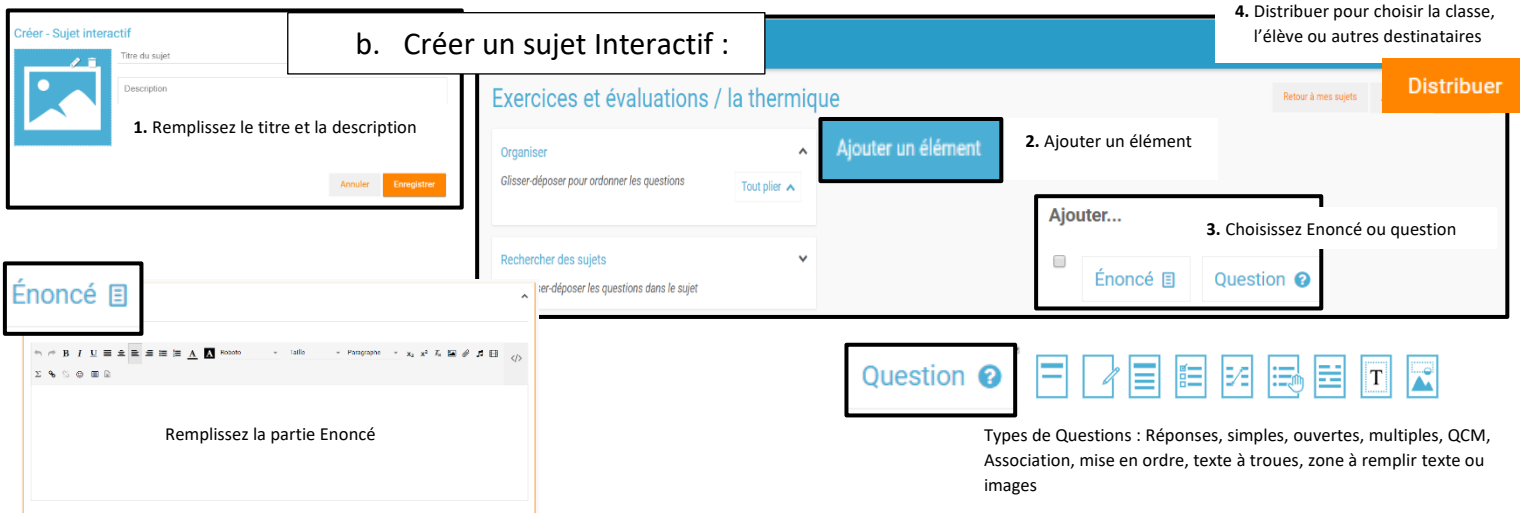 4. Distribuer pour choisir la classe,
l'élève ou autres destinataires
Créer - Sujet interactif
b. Créer un sujet Interactif :
Titre du sujet
Description
1. Remplissez le titre et la description
Annuler
Enregistrer
Exercices et évaluations / la thermique
Retour à mes sujets
Distribuer
Organiser
Glisser-déposer pour ordonner les questions
Tout plier
Ajouter un élément
2. Ajouter un élément
Rechercher des sujets
ser-déposer les questions dans le sujet
Ajouter...
3. Choisissez Enoncé ou question
Énoncé
Question
Énoncé
B I U A A Roboto Taille Paragraphe x₂ x² Tx </>
Σ
Remplissez la partie Enoncé
Question
T
Types de Questions : Réponses, simples, ouvertes, multiples, QCM,
Association, mise en ordre, texte à troues, zone à remplir texte ou
images